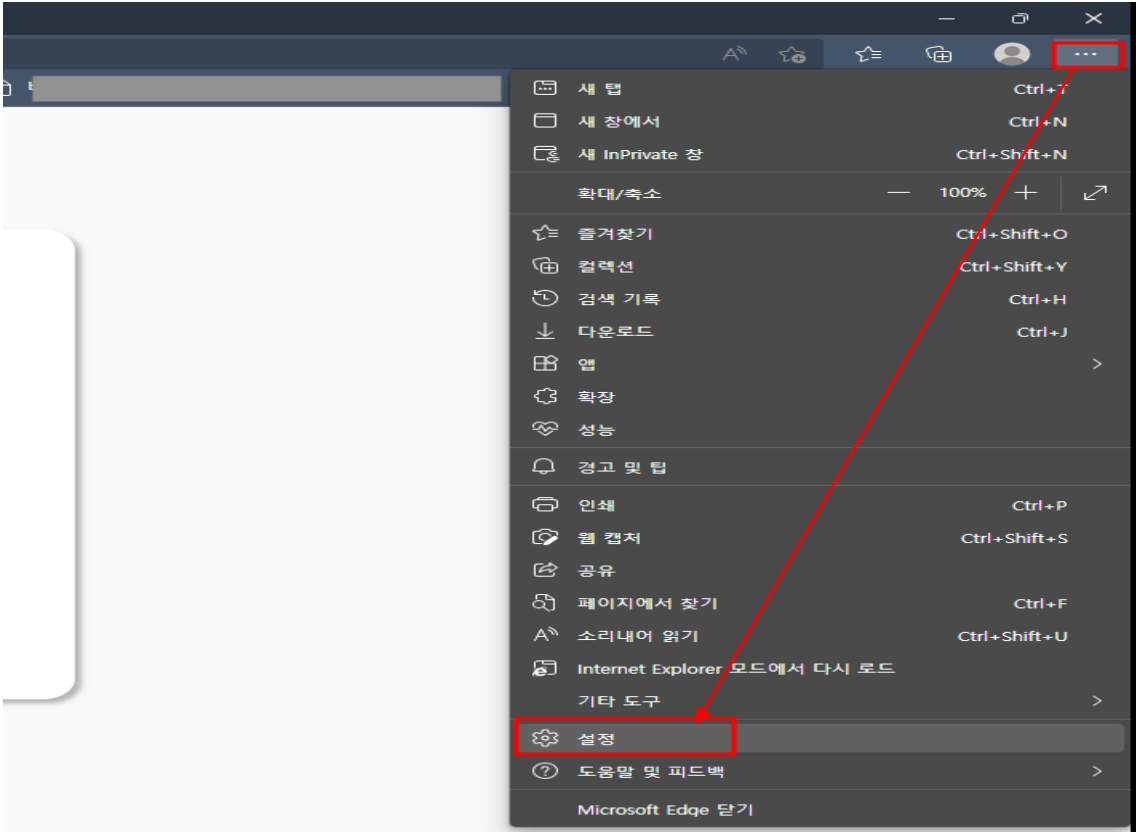 새 탭 Ctrl+T
새 창에서 Ctrl+N
새 InPrivate 창 Ctrl+Shift+N
확대/축소 — 100% +
즐겨찾기 Ctrl+Shift+O
컬렉션 Ctrl+Shift+Y
검색 기록 Ctrl+H
다운로드 Ctrl+J
앱
확장
성능
경고 및 팁
인쇄 Ctrl+P
웹 캡처 Ctrl+Shift+S
공유
페이지에서 찾기 Ctrl+F
소리내어 읽기 Ctrl+Shift+U
Internet Explorer 모드에서 다시 로드
기타 도구
설정
도움말 및 피드백
Microsoft Edge 닫기